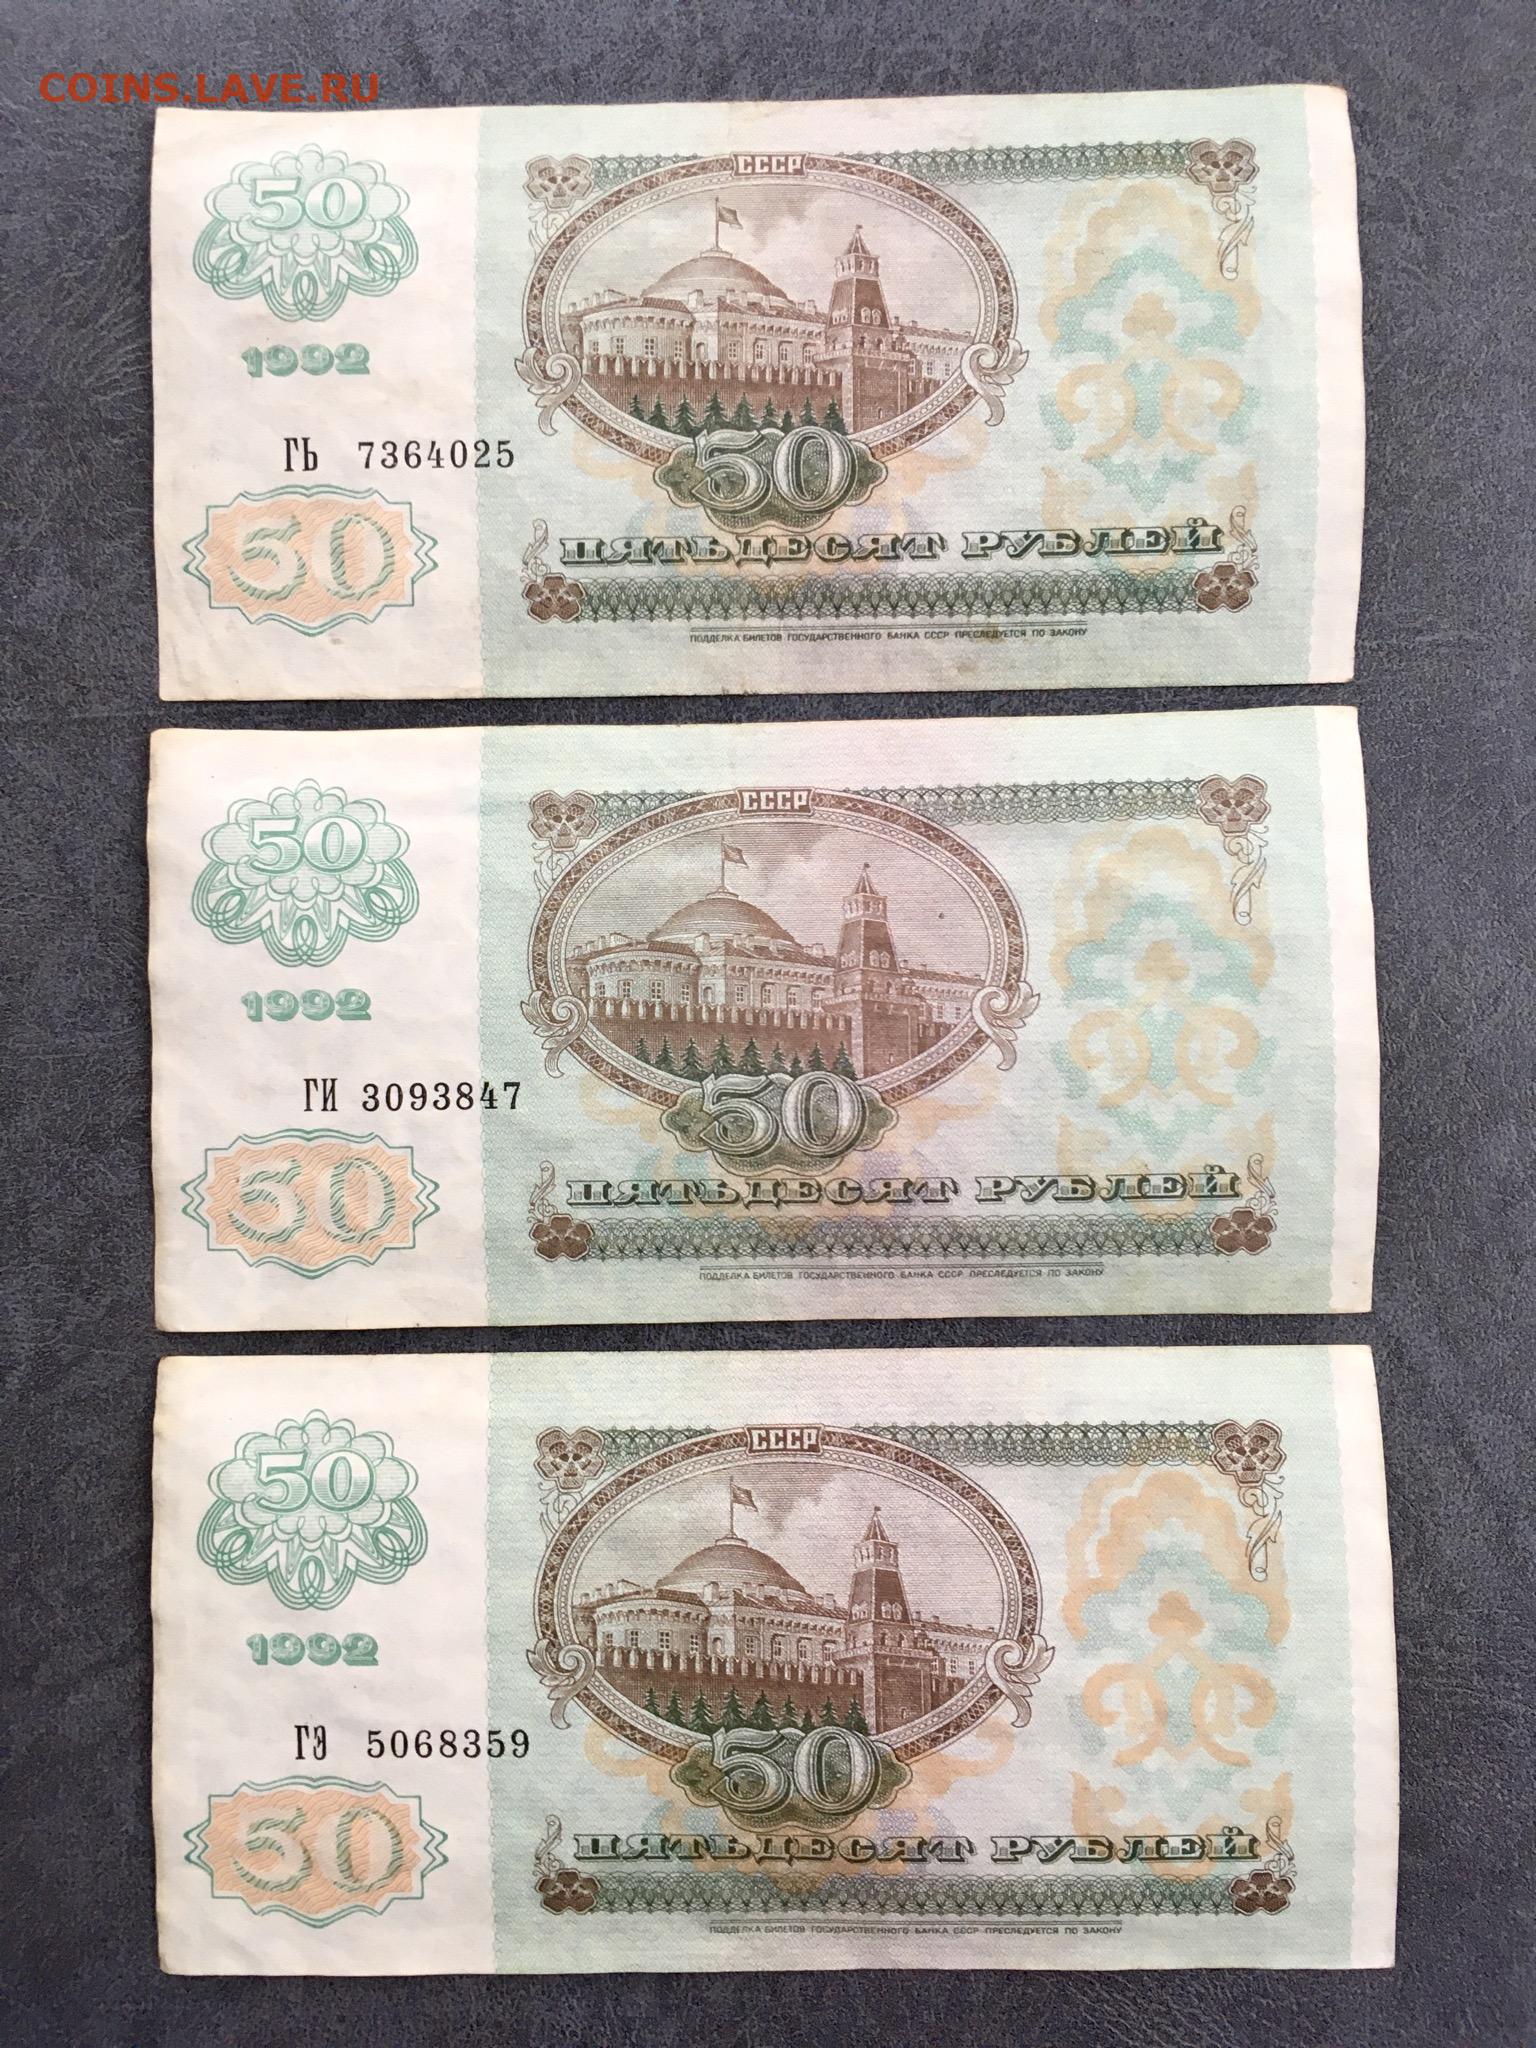 COINS.LAVE.RU
СССР
50
1992
ГЬ 7364025
50
50
ПЯТЬДЕСЯТ РУБЛЕЙ
ПОДДЕЛКА БИЛЕТОВ ГОСУДАРСТВЕННОГО БАНКА СССР ПРЕСЛЕДУЕТСЯ ПО ЗАКОНУ
СССР
50
1992
ГИ 3093847
50
50
ПЯТЬДЕСЯТ РУБЛЕЙ
ПОДДЕЛКА БИЛЕТОВ ГОСУДАРСТВЕННОГО БАНКА СССР ПРЕСЛЕДУЕТСЯ ПО ЗАКОНУ
СССР
50
1992
ГЭ 5068359
50
50
ПЯТЬДЕСЯТ РУБЛЕЙ
ПОДДЕЛКА БИЛЕТОВ ГОСУДАРСТВЕННОГО БАНКА СССР ПРЕСЛЕДУЕТСЯ ПО ЗАКОНУ